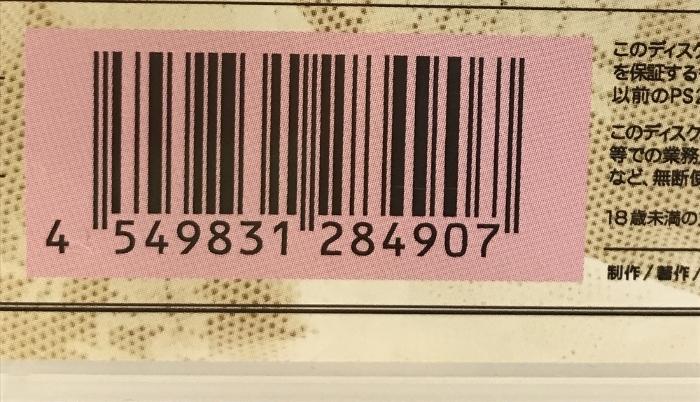 4 549831 284907
このディス
を保証する
以前のPS
このディスク
等での業務
など、無断使
18歳未満の
制作/著作/